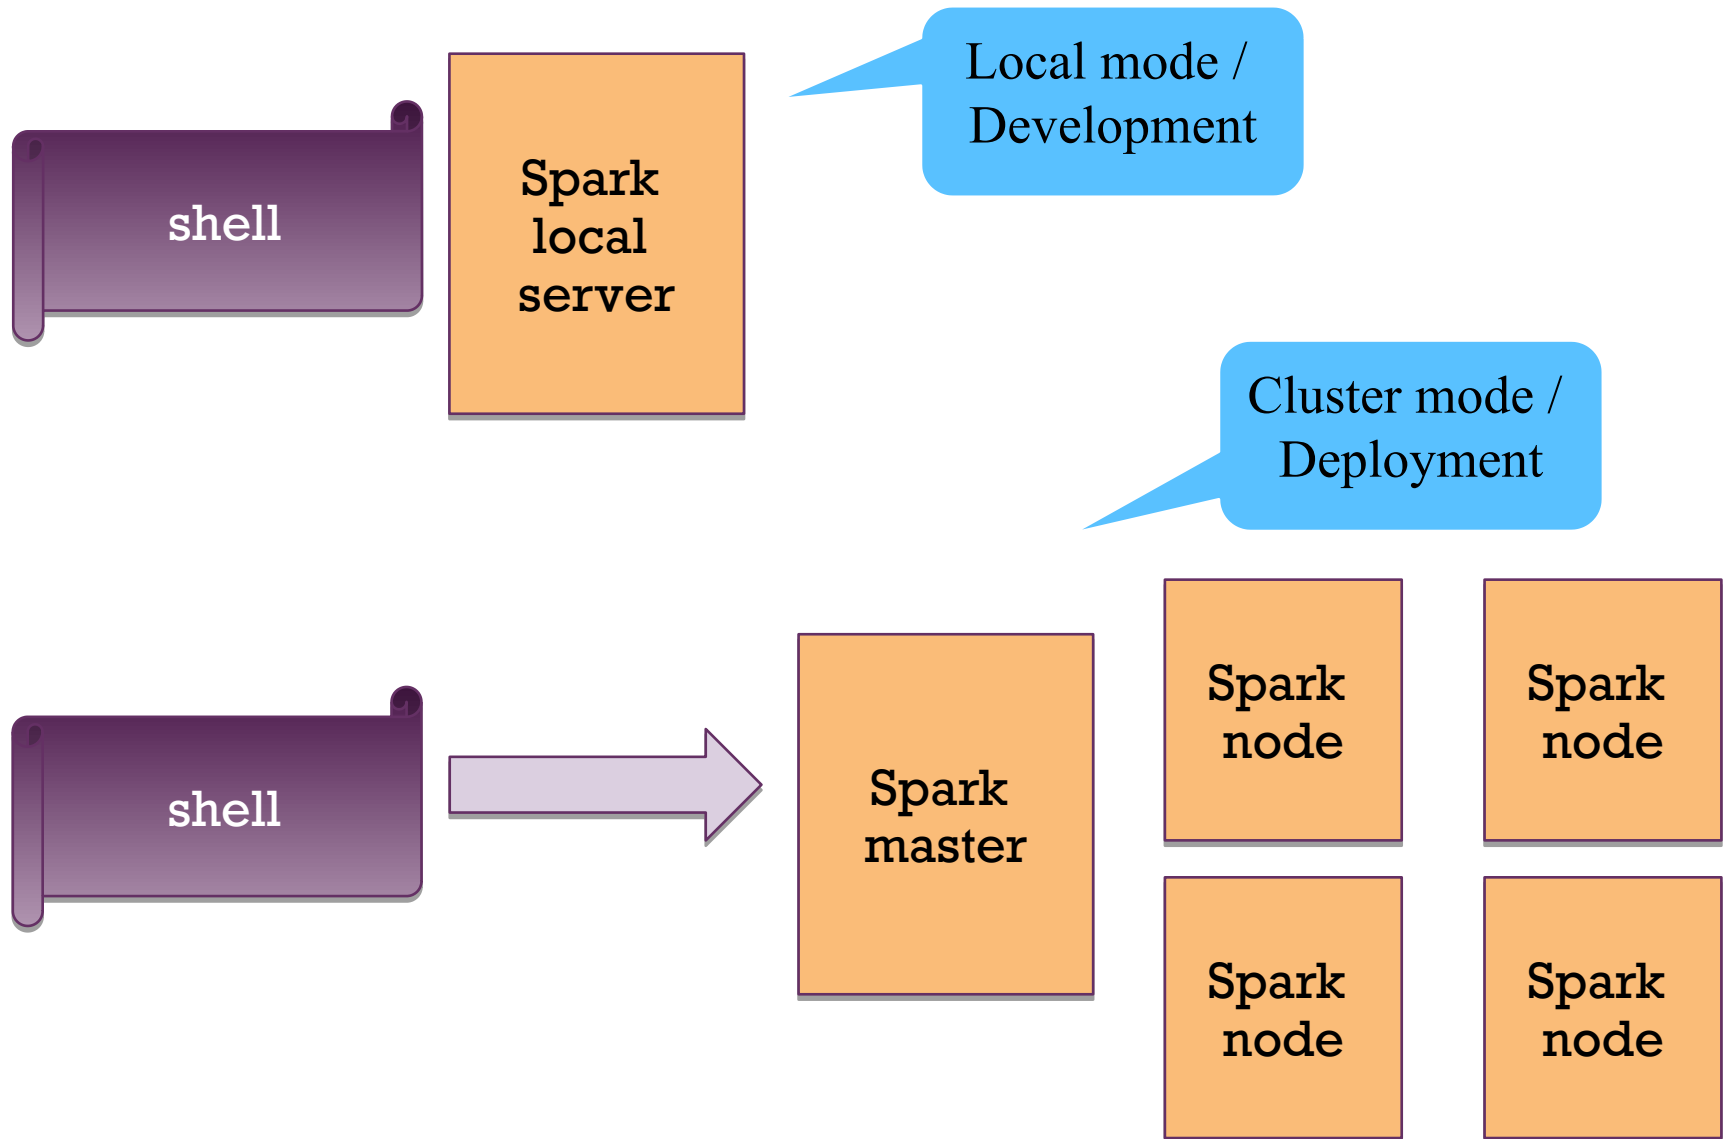 Local mode /
Development
shell
Spark
local
server
Cluster mode /
Deployment
shell
Spark
master
Spark
node
Spark
node
Spark
node
Spark
node